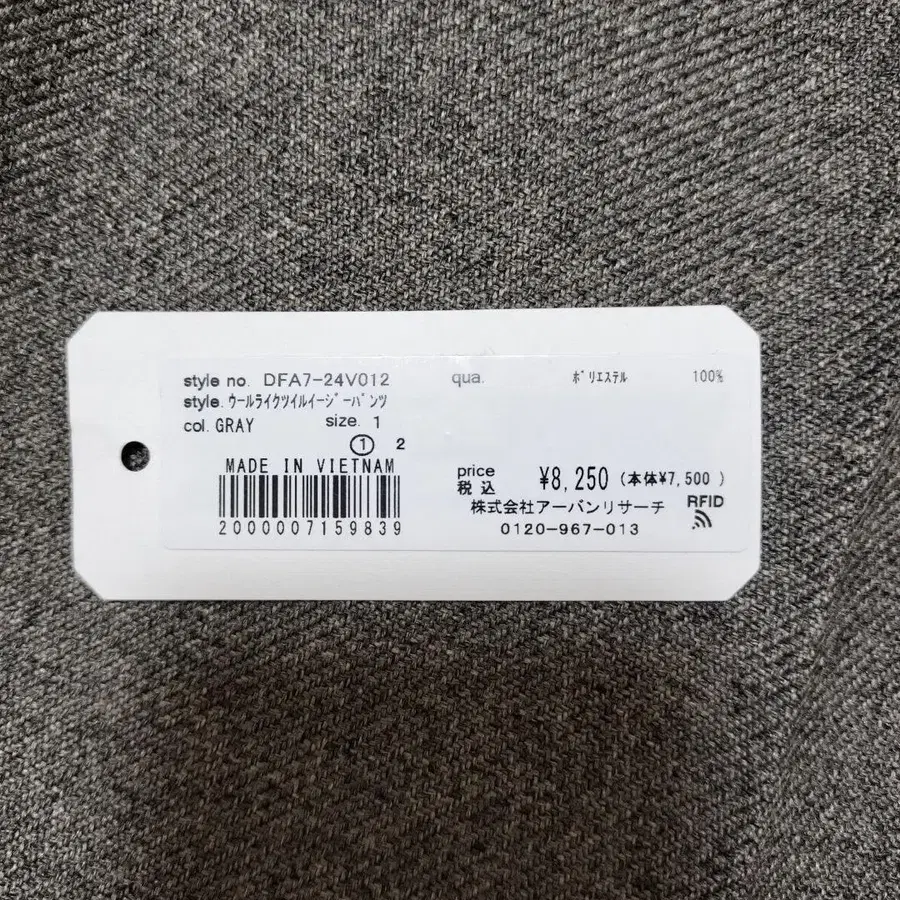 style no. DFA7-24V012
style. ウールライクツイルイージーパンツ
col. GRAY size. 1
1 2
MADE IN VIETNAM
2000007159839
qua. ポリエステル 100%
price
税込 ¥8,250 (本体¥7,500 )
株式会社アーバンリサーチ
0120-967-013
RFID